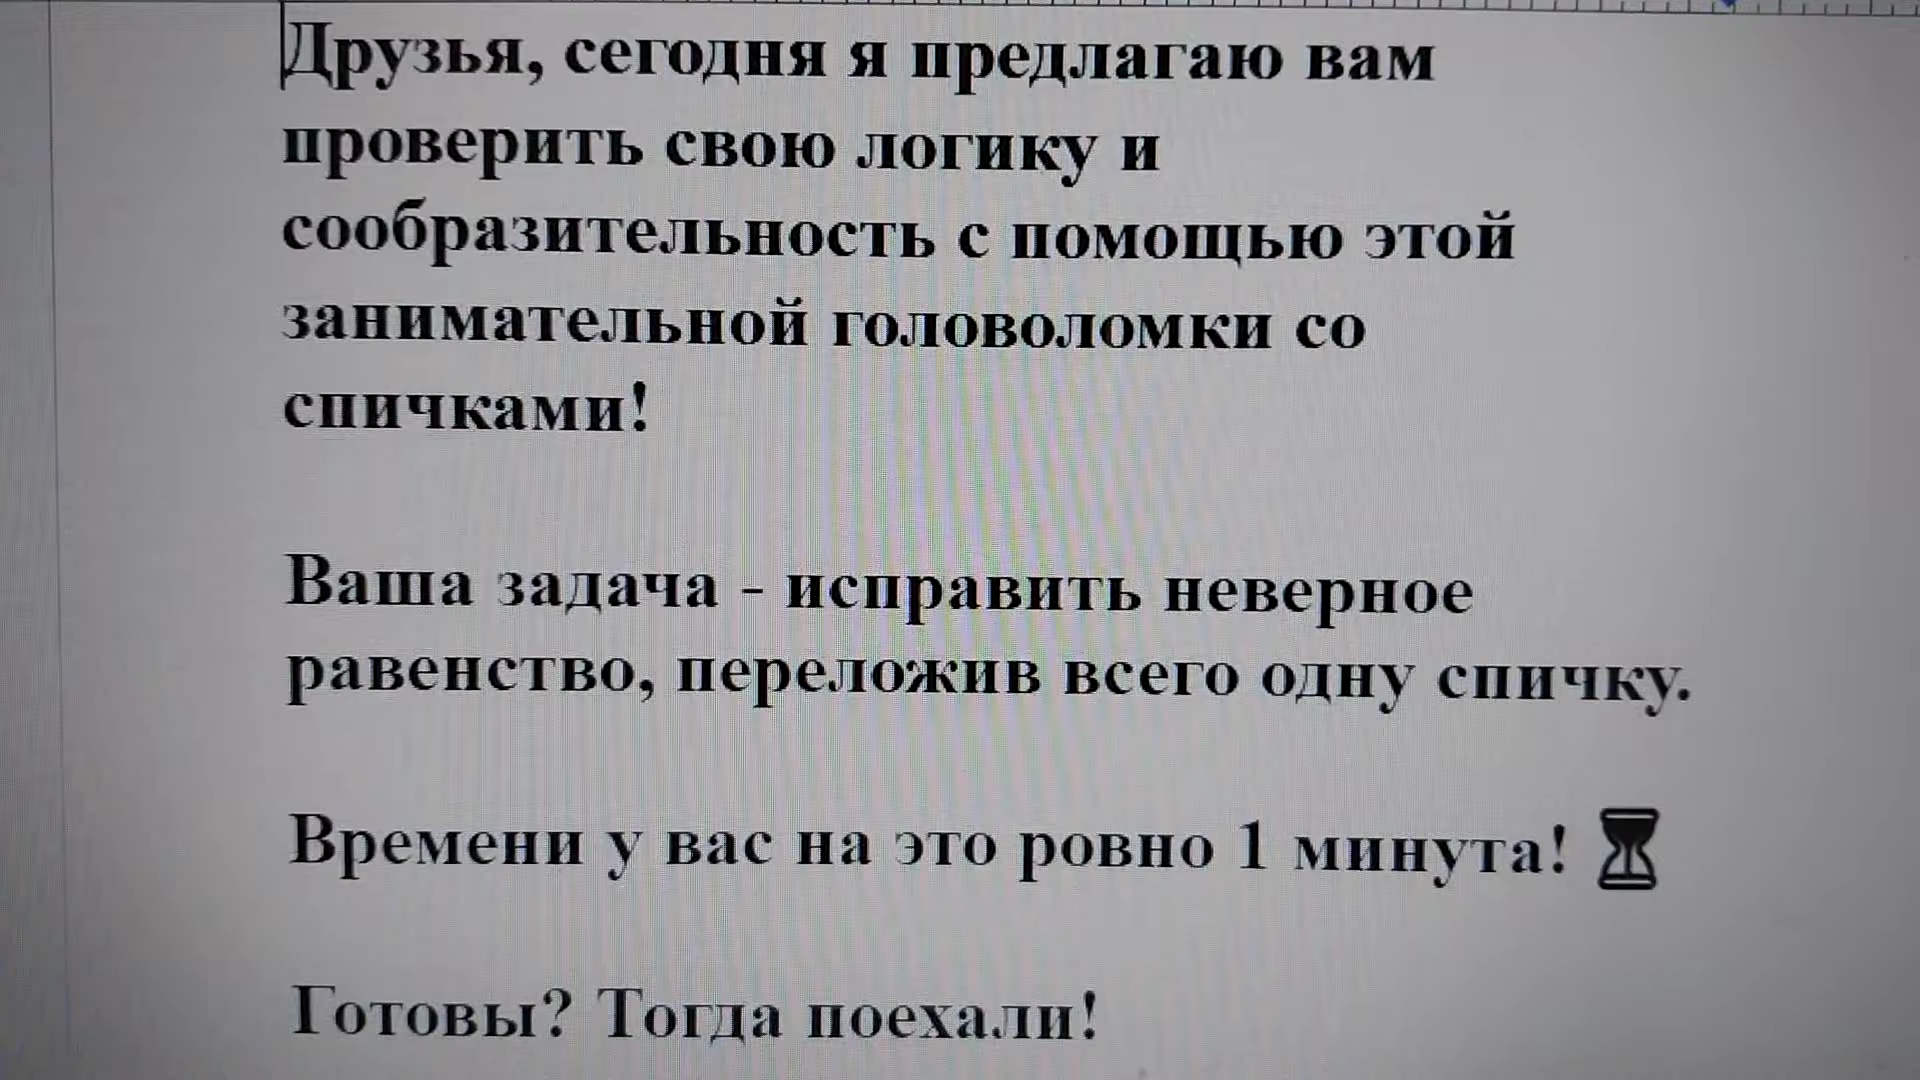 Друзья, сегодня я предлагаю вам
проверить свою логику и
сообразительность с помощью этой
занимательной головоломки со
спичками!
Ваша задача - исправить неверное
равенство, переложив всего одну спичку.
Времени у вас на это ровно 1 минута! ⏳
Готовы? Тогда поехали!